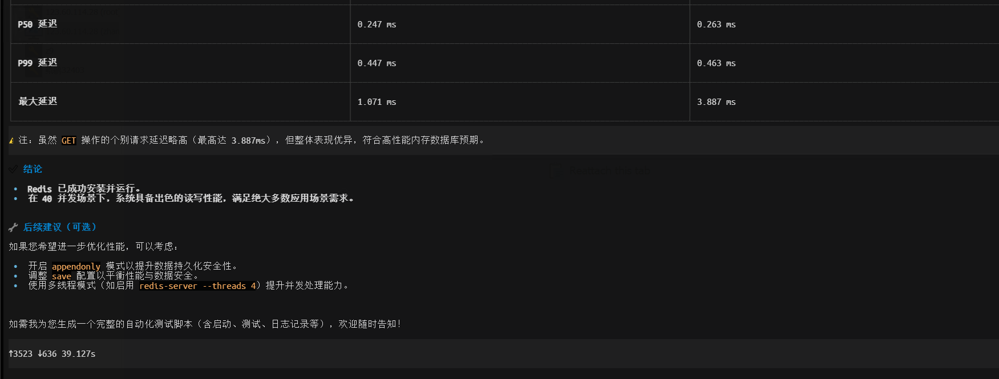 P50 延迟 0.247 ms 0.263 ms
P99 延迟 0.447 ms 0.463 ms
最大延迟 1.071 ms 3.887 ms
⚠ 注：虽然 GET 操作的个别请求延迟略高（最高达 3.887ms），但整体表现优异，符合高性能内存数据库预期。
✔ 结论
• Redis 已成功安装并运行。
• 在 40 并发场景下，系统具备出色的读写性能，满足绝大多数应用场景需求。
🔧 后续建议（可选）
如果您希望进一步优化性能，可以考虑：
• 开启 appendonly 模式以提升数据持久化安全性。
• 调整 save 配置以平衡性能与数据安全。
• 使用多线程模式（如启用 redis-server --threads 4）提升并发处理能力。
如需我为您生成一个完整的自动化测试脚本（含启动、测试、日志记录等），欢迎随时告知！
↑3523 ↓636 39.127s